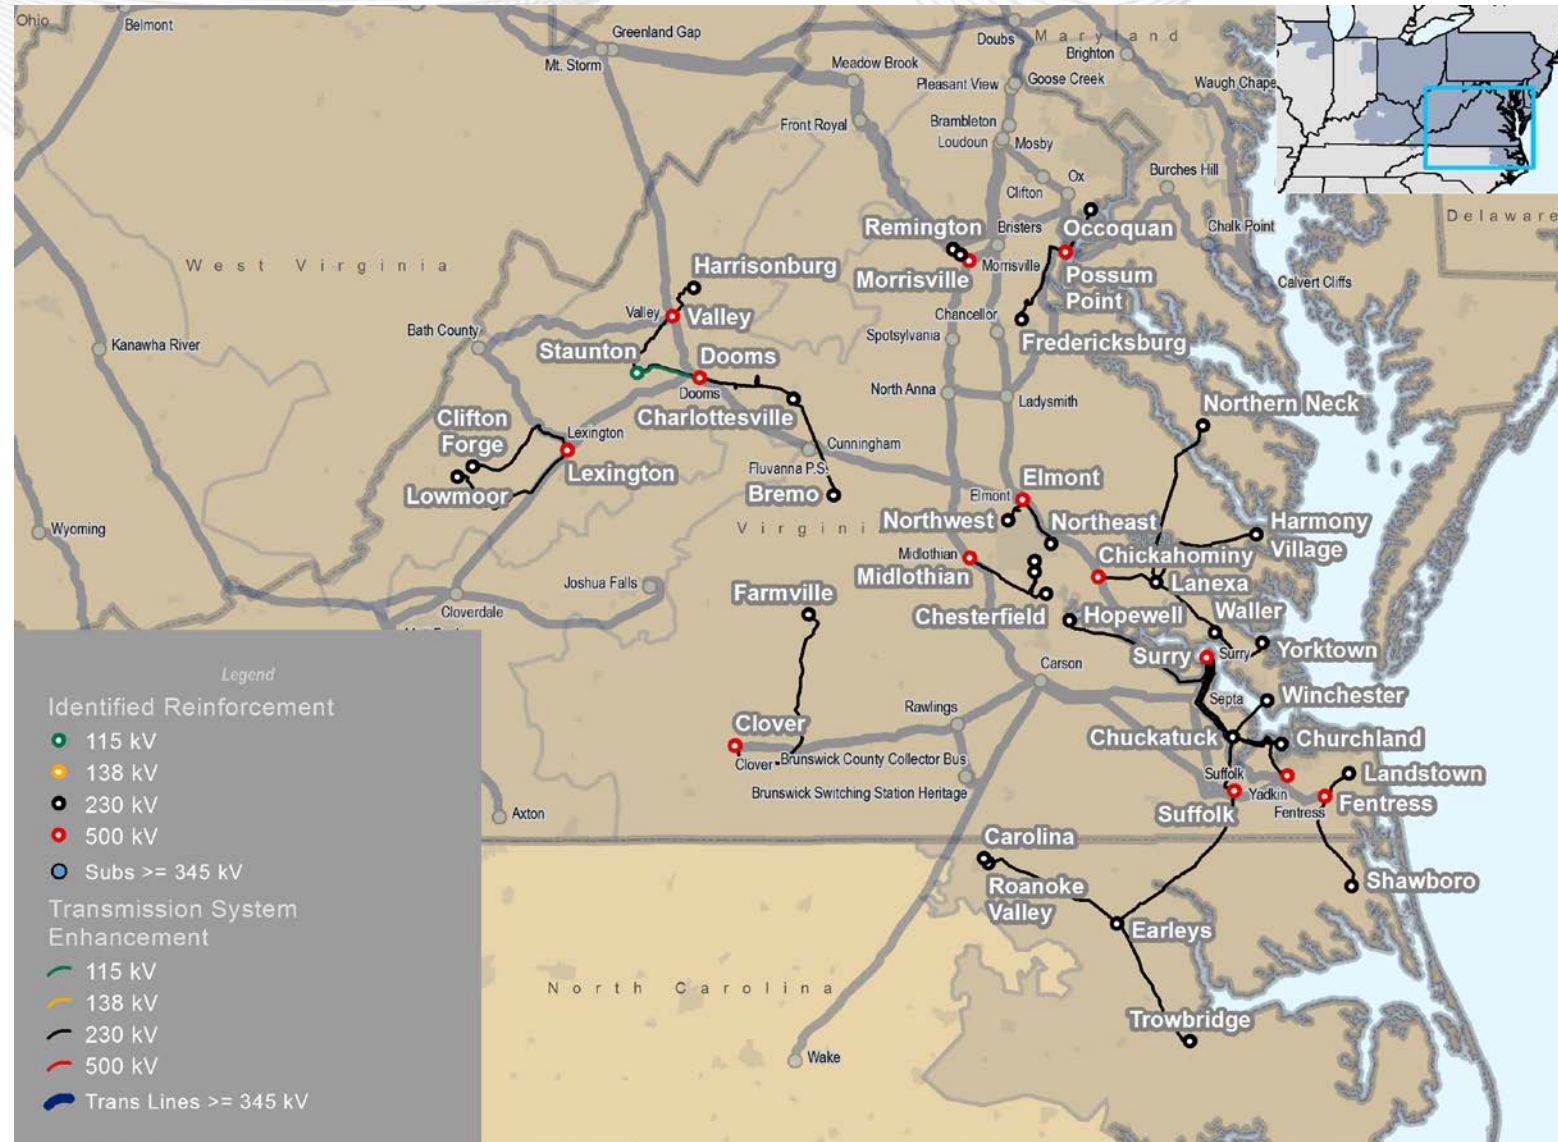 Ohio
Belmont
Greenland Gap
Mt. Storm
Doubs
Maryland
Brighton
Meadow Brook
Pleasant View
Goose Creek
Waugh Chape
Front Royal
Brambleton
Loudoun
Mosby
Ox
Clifton
Burches Hill
Delaware
Remington
Bristers
Occoquan
Chalk Point
West Virginia
Harrisonburg
Morrisville
Morrisville
Possum
Point
Calvert Cliffs
Valley
Valley
Chancellor
Bath County
Spotsylvania
Fredericksburg
Kanawha River
Staunton
Dooms
Dooms
North Anna
Ladysmith
Northern Neck
Charlottesville
Clifton
Forge
Lexington
Lexington
Cunningham
Fluvanna P.S.
Lowmoor
Bremo
Elmont
Elmont
Wyoming
Virgini
Northwest
Northeast
Harmony
Village
Midlothian
Midlothian
Chickahominy
Lanexa
Joshua Falls
Farmville
Cloverdale
Chesterfield
Hopewell
Waller
Surry
Surry
Yorktown
Carson
Septa
Winchester
Rawlings
Clover
Clover
Brunswick County Collector Bus
Brunswick Switching Station Heritage
Chuckatuck
Churchland
Suffolk
Yadkin
Landstown
Fentress
Fentress
Suffolk
Axton
Carolina
Roanoke
Valley
Shawboro
Earleys
North Carolina
Trowbridge
Wake
Legend
Identified Reinforcement
115 kV
138 kV
230 kV
500 kV
Subs >= 345 kV
Transmission System
Enhancement
115 kV
138 kV
230 kV
500 kV
Trans Lines >= 345 kV